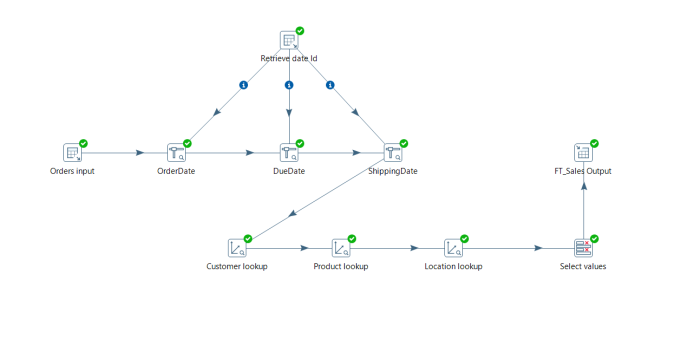 Retrieve date Id
Orders input
OrderDate
DueDate
ShippingDate
FT_Sales Output
Customer lookup
Product lookup
Location lookup
Select values